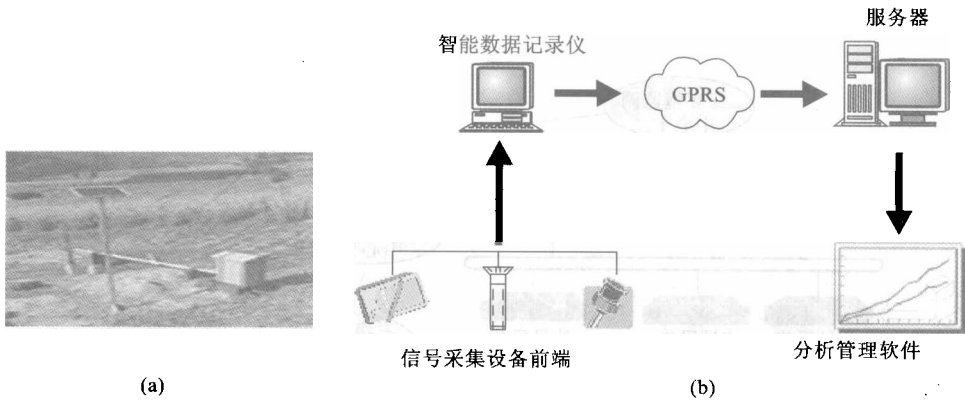 服务器
智能数据记录仪
GPRS
信号采集设备前端
分析管理软件
(a)
(b)